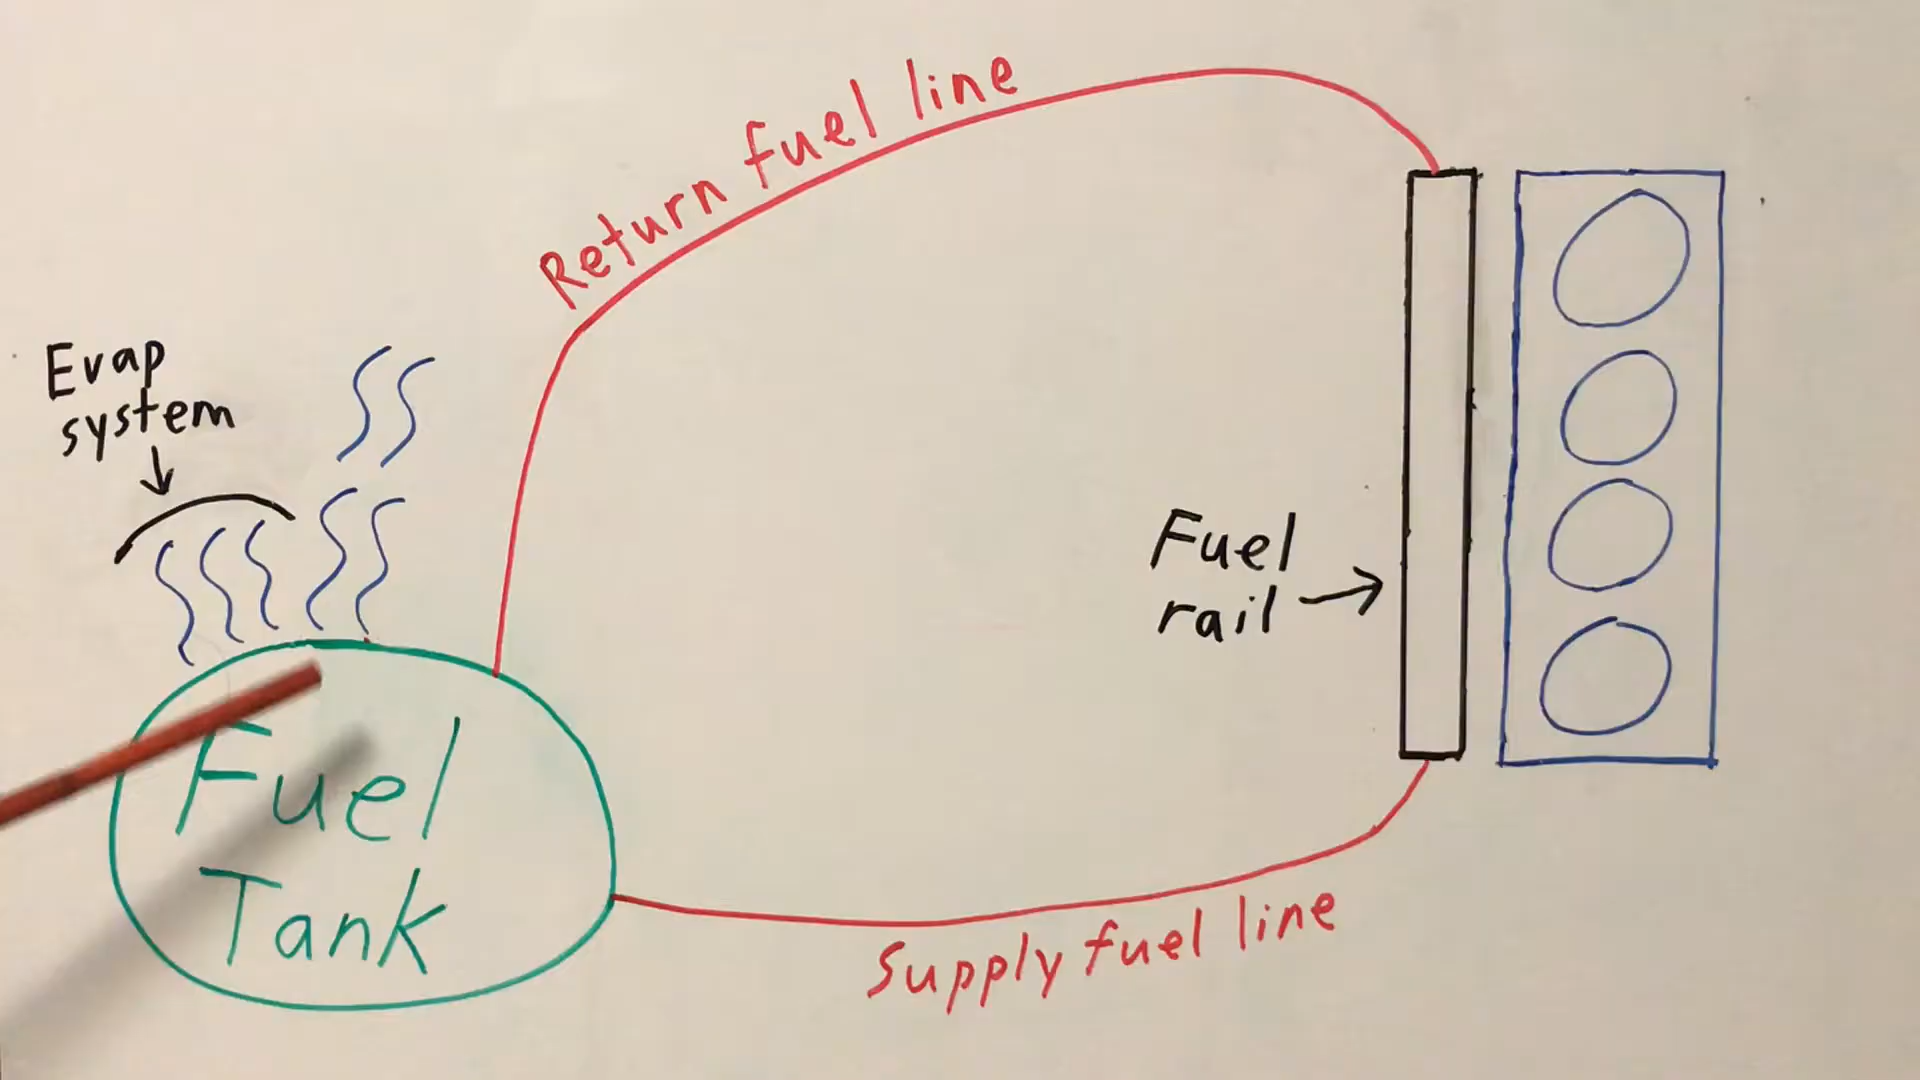 Return fuel line
Evap
system
Fuel
rail
Fuel
Tank
Supply fuel line